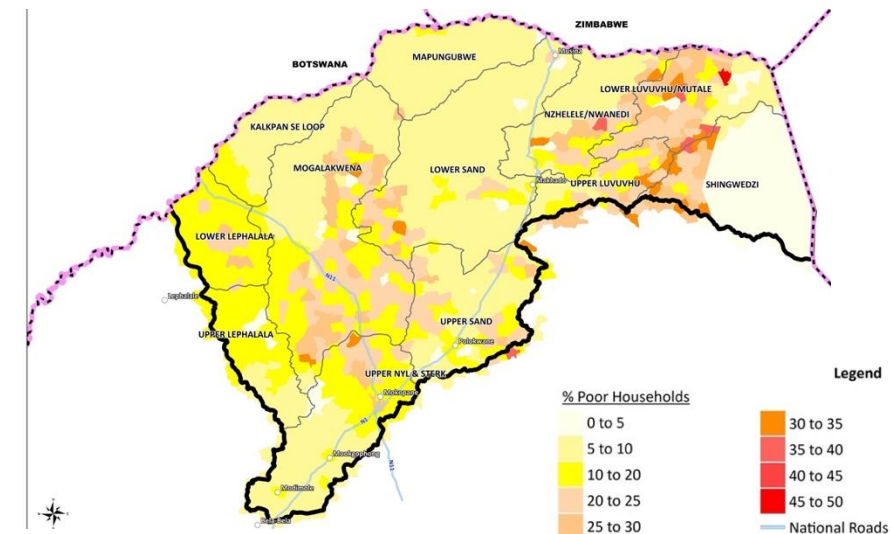 ZIMBABWE
BOTSWANA
MAPUNGUBWE
Musina
LOWER LUVUVHU/MUTALE
NZHELELE/NWANEDI
KALKPAN SE LOOP
MOGALAKWENA
LOWER SAND
Makhado
UPPER LUVUVHU
SHINGWEDZI
LOWER LEPHALALA
N11
Lephalale
UPPER LEPHALALA
UPPER SAND
Polokwane
UPPER NYL & STERK
Mokopane
N1
Mookgophong
N11
Modimolle
Bela-Bela
Legend
% Poor Households
0 to 5
5 to 10
10 to 20
20 to 25
25 to 30
30 to 35
35 to 40
40 to 45
45 to 50
National Roads